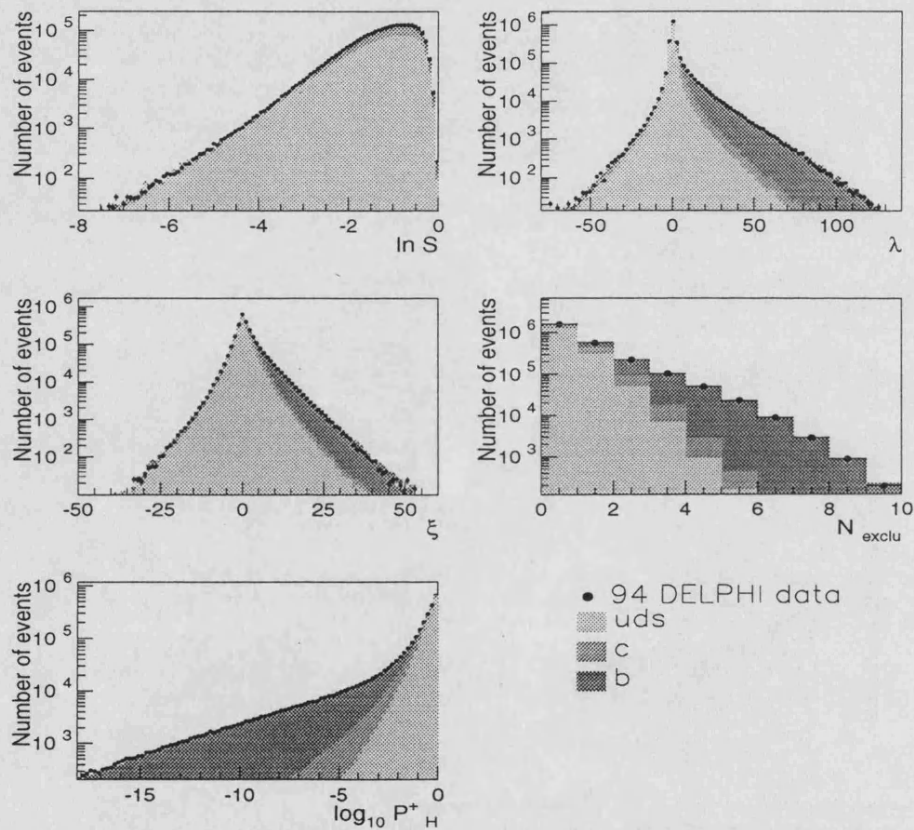 Number of events
10^5
10^4
10^3
10^2
-8 -6 -4 -2 0
ln S
Number of events
10^6
10^5
10^4
10^3
10^2
-50 0 50 100
λ
Number of events
10^6
10^5
10^4
10^3
10^2
-50 -25 0 25 50
ξ
Number of events
10^6
10^5
10^4
10^3
0 2 4 6 8 10
N exclu
Number of events
10^6
10^5
10^4
10^3
-15 -10 -5 0
log10 P+H
94 DELPHI data
uds
c
b